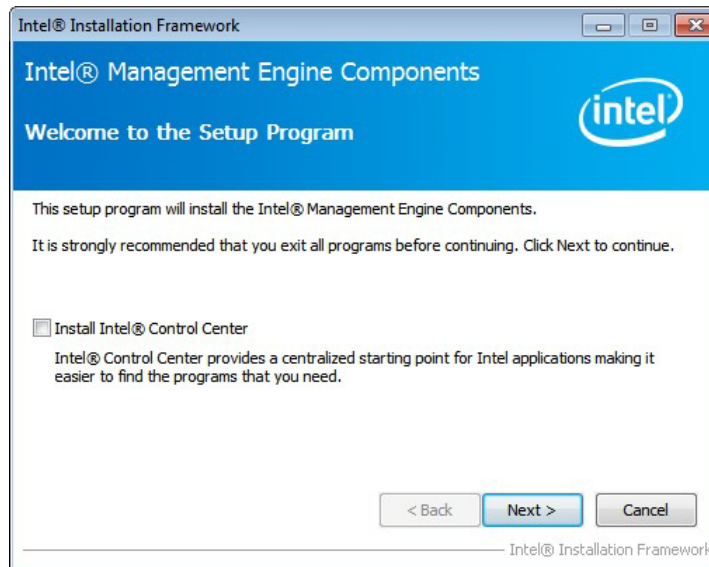 Intel® Installation Framework
Intel® Management Engine Components
Welcome to the Setup Program
intel
This setup program will install the Intel® Management Engine Components.
It is strongly recommended that you exit all programs before continuing. Click Next to continue.
Install Intel® Control Center
Intel® Control Center provides a centralized starting point for Intel applications making it
easier to find the programs that you need.
< Back Next > Cancel
Intel® Installation Framework